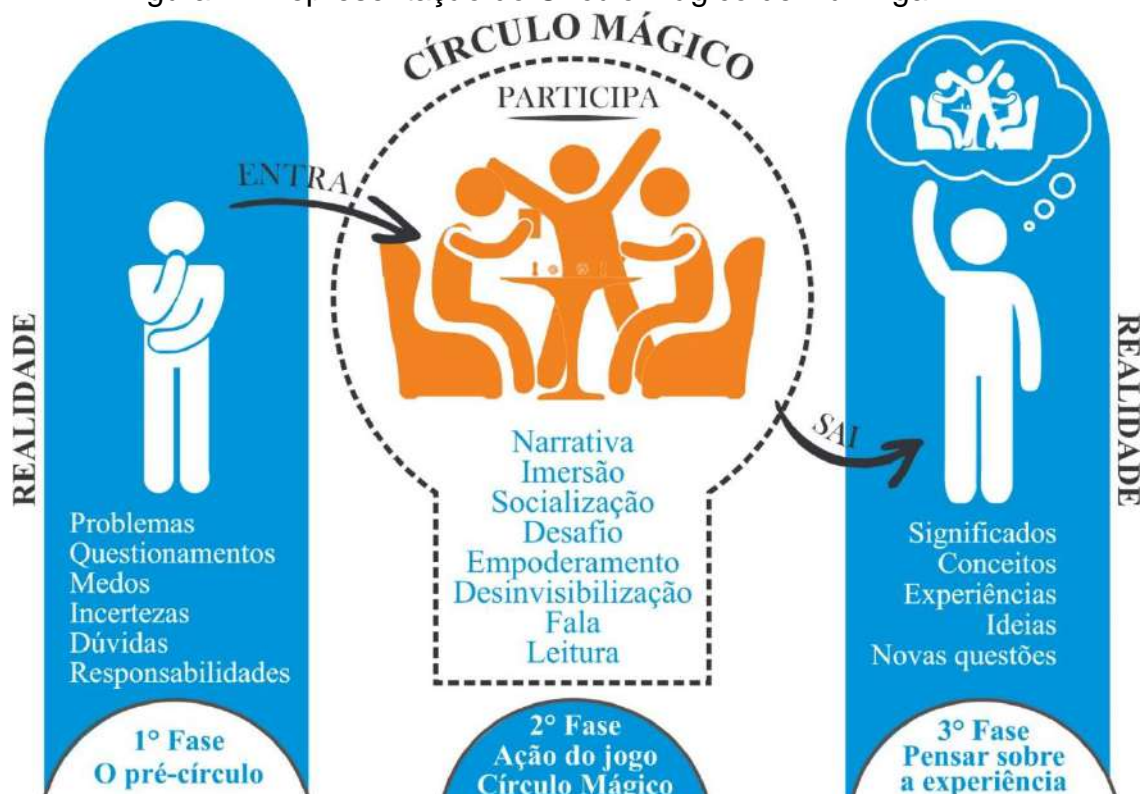 CÍRCULO MÁGICO
PARTICIPA
ENTRA
SAI
REALIDADE
Problemas
Questionamentos
Medos
Incertezas
Dúvidas
Responsabilidades
1° Fase
O pré-círculo
Narrativa
Imersão
Socialização
Desafio
Empoderamento
Desinvisibilização
Fala
Leitura
2° Fase
Ação do jogo
Círculo Mágico
REALIDADE
Significados
Conceitos
Experiências
Ideias
Novas questões
3° Fase
Pensar sobre
a experiência